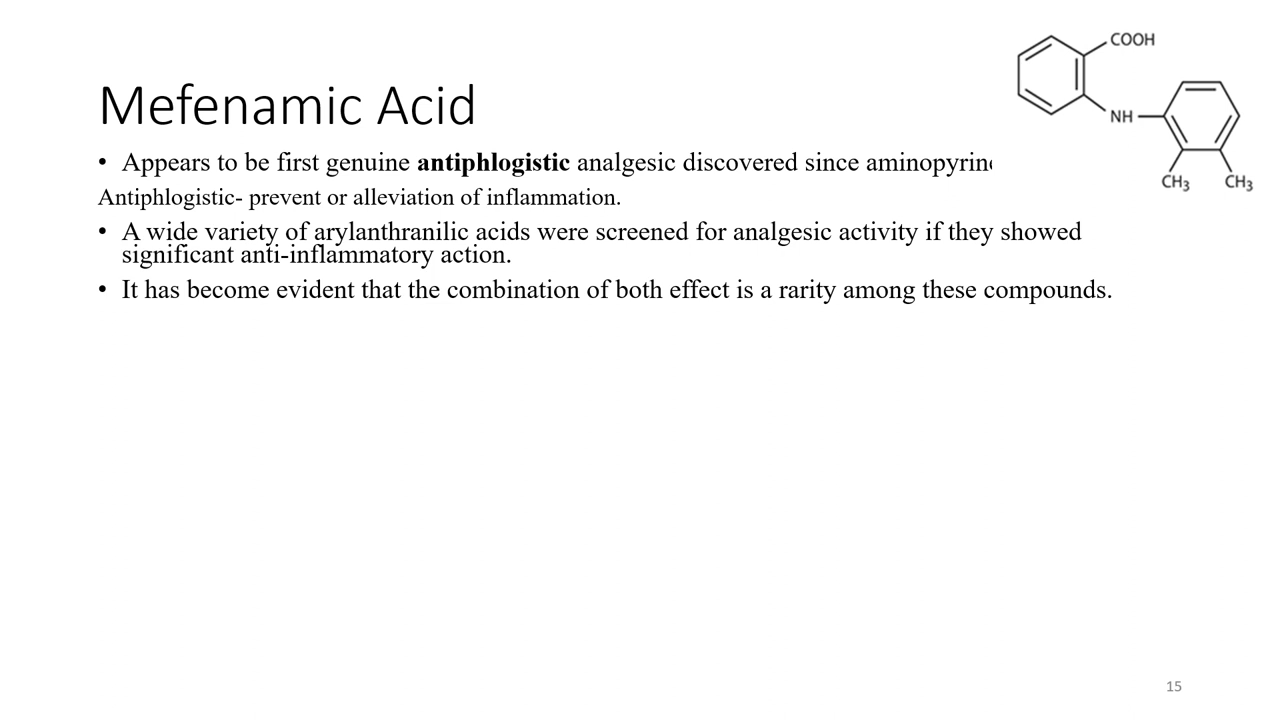 Mefenamic Acid
• Appears to be first genuine antiphlogistic analgesic discovered since aminopyrine
Antiphlogistic- prevent or alleviation of inflammation.
• A wide variety of arylanthranilic acids were screened for analgesic activity if they showed
significant anti-inflammatory action.
• It has become evident that the combination of both effect is a rarity among these compounds.
COOH
NH
CH3 CH3
15